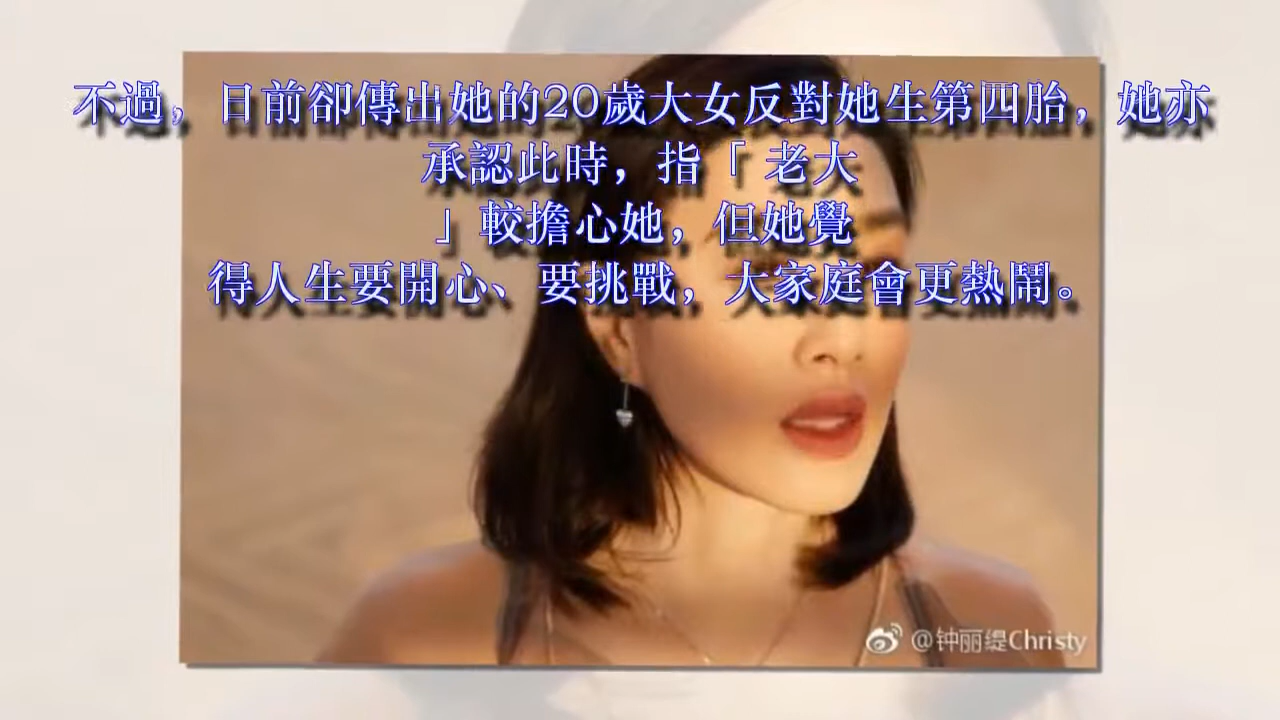 不過，日前卻傳出她的20歲大女反對她生第四胎，她亦
承認此時，指「 老大
」較擔心她，但她覺
得人生要開心、要挑戰，大家庭會更熱鬧。
@钟丽缇Christy